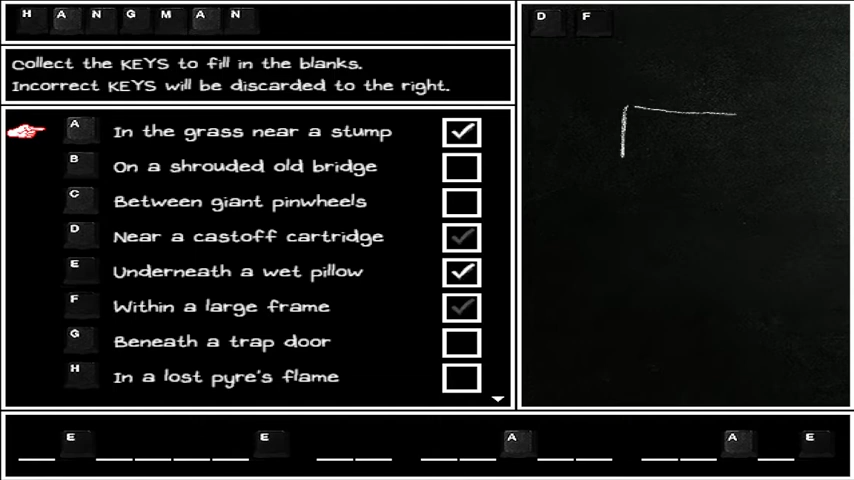 H A N G M A N
D F
Collect the KEYS to fill in the blanks.
Incorrect KEYS will be discarded to the right.
A In the grass near a stump
B On a shrouded old bridge
C Between giant pinwheels
D Near a castoff cartridge
E Underneath a wet pillow
F Within a large frame
G Beneath a trap door
H In a lost pyre's flame
E E A A E